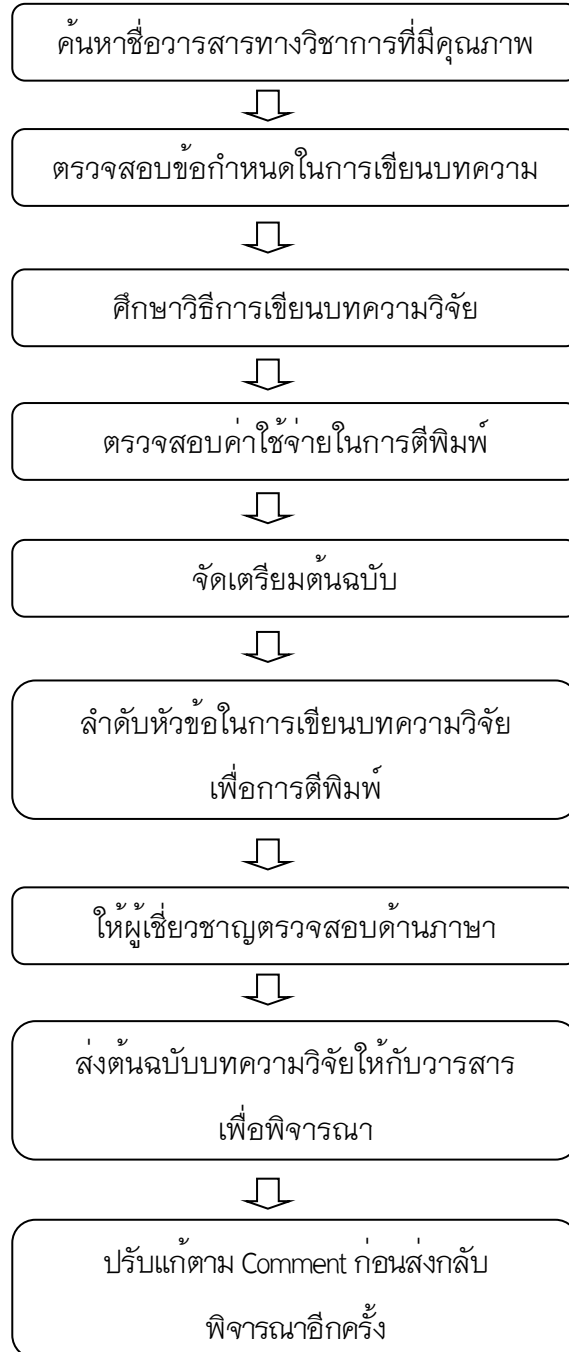 ค้นหาชื่อวารสารทางวิชาการที่มีคุณภาพ
ตรวจสอบข้อกำหนดในการเขียนบทความ
ศึกษาวิธีการเขียนบทความวิจัย
ตรวจสอบค่าใช้จ่ายในการตีพิมพ์
จัดเตรียมต้นฉบับ
ลำดับหัวข้อในการเขียนบทความวิจัย
เพื่อการตีพิมพ์
ให้ผู้เชี่ยวชาญตรวจสอบด้านภาษา
ส่งต้นฉบับบทความวิจัยให้กับวารสาร
เพื่อพิจารณา
ปรับแก้ตาม Comment ก่อนส่งกลับ
พิจารณาอีกครั้ง